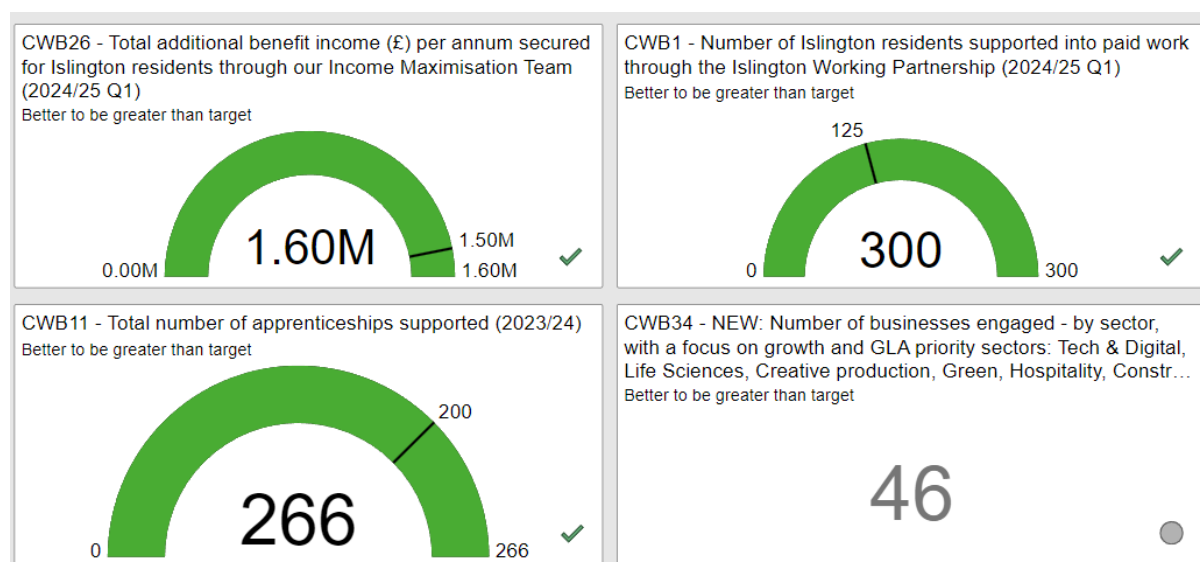 CWB26 - Total additional benefit income (£) per annum secured
for Islington residents through our Income Maximisation Team
(2024/25 Q1)
Better to be greater than target
1.60M
0.00M
1.50M
1.60M
CWB1 - Number of Islington residents supported into paid work
through the Islington Working Partnership (2024/25 Q1)
Better to be greater than target
125
300
0
300
CWB11 - Total number of apprenticeships supported (2023/24)
Better to be greater than target
200
266
0
266
CWB34 - NEW: Number of businesses engaged - by sector,
with a focus on growth and GLA priority sectors: Tech & Digital,
Life Sciences, Creative production, Green, Hospitality, Constr...
Better to be greater than target
46